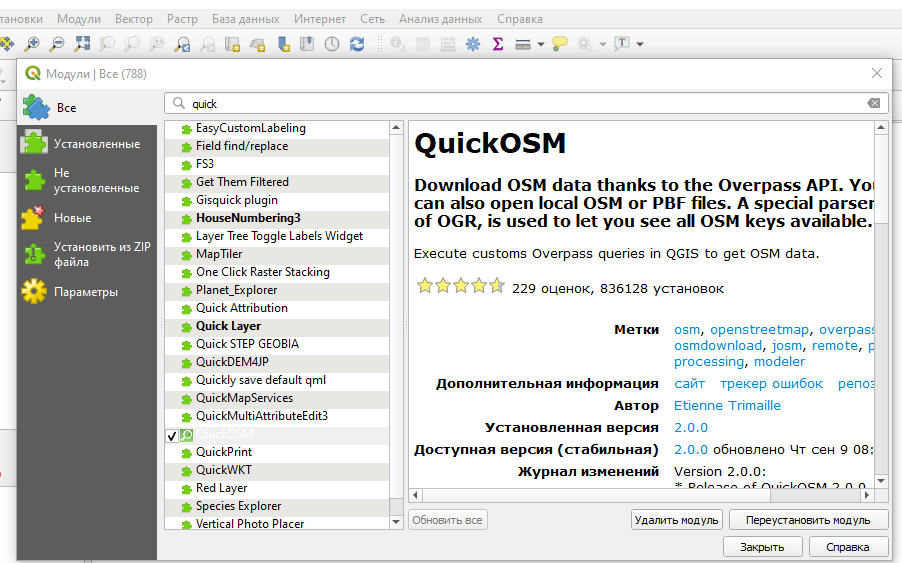 тановки Модули Вектор Растр База данных Интернет Сеть Анализ данных Справка
Модули | Все (788)
Все
Установленные
Не
установленные
Новые
Установить из ZIP
файла
Параметры
quick
EasyCustomLabeling
Field find/replace
FS3
Get Them Filtered
Gisquick plugin
HouseNumbering3
Layer Tree Toggle Labels Widget
MapTiler
One Click Raster Stacking
Planet_Explorer
Quick Attribution
Quick Layer
Quick STEP GEOBIA
QuickDEM4JP
Quickly save default qml
QuickMapServices
QuickMultiAttributeEdit3
QuickOSM
QuickPrint
QuickWKT
Red Layer
Species Explorer
Vertical Photo Placer
QuickOSM
Download OSM data thanks to the Overpass API. You
can also open local OSM or PBF files. A special parser
of OGR, is used to let you see all OSM keys available.
Execute customs Overpass queries in QGIS to get OSM data.
229 оценок, 836128 установок
Метки osm, openstreetmap, overpass
osmdownload, josm, remote, p
processing, modeler
Дополнительная информация сайт трекер ошибок репоз
Автор Etienne Trimaille
Установленная версия 2.0.0
Доступная версия (стабильная) 2.0.0 обновлено Чт сен 9 08:
Журнал изменений Version 2.0.0:
* Release of QuickOSM 2.0.0
Обновить все Удалить модуль Переустановить модуль
Закрыть Справка